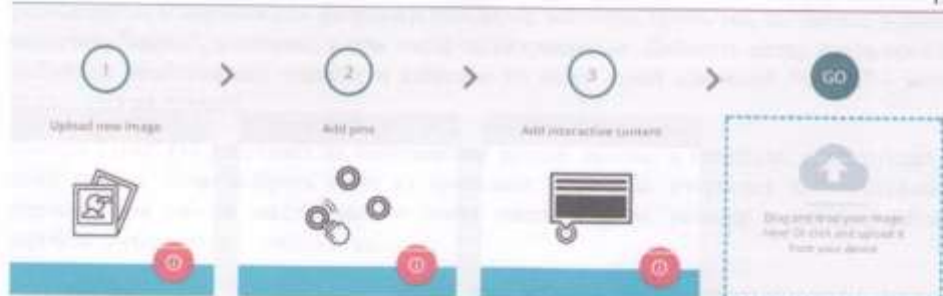 1
2
3
GO
Upload new image
Add pins
Add interactive content
Drag and drop your image
here! Or click and upload it
from your device